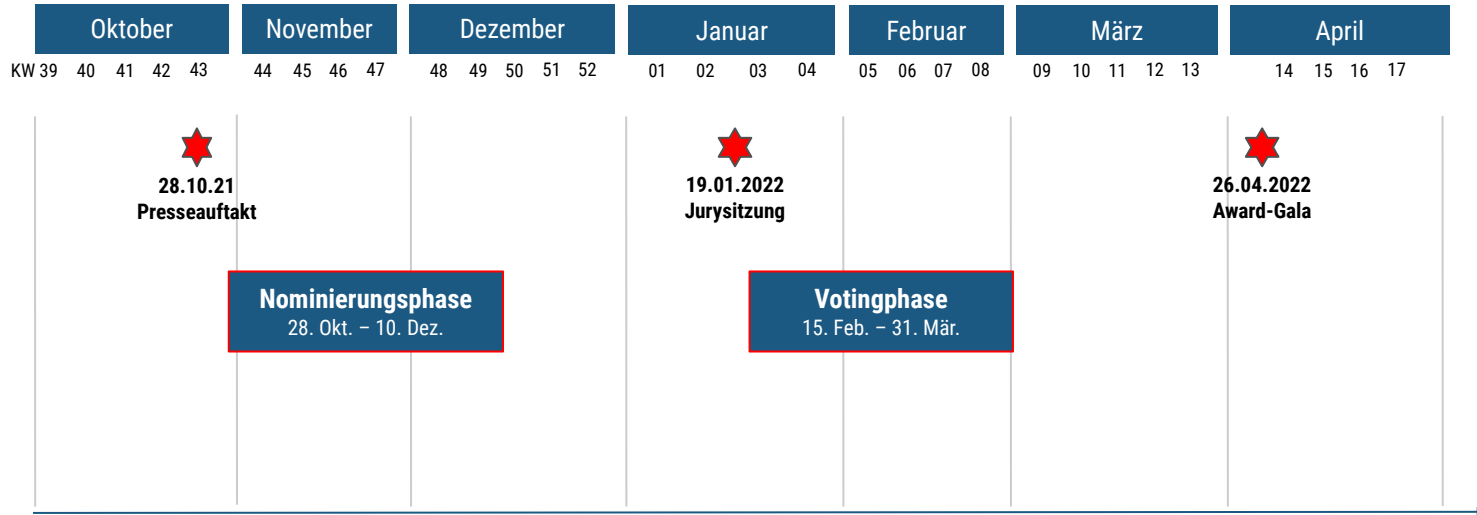 Oktober November Dezember Januar Februar März April
KW 39 40 41 42 43 44 45 46 47 48 49 50 51 52 01 02 03 04 05 06 07 08 09 10 11 12 13 14 15 16 17
28.10.21
Presseauftakt
19.01.2022
Jurysitzung
26.04.2022
Award-Gala
Nominierungsphase
28. Okt. – 10. Dez.
Votingphase
15. Feb. – 31. Mär.